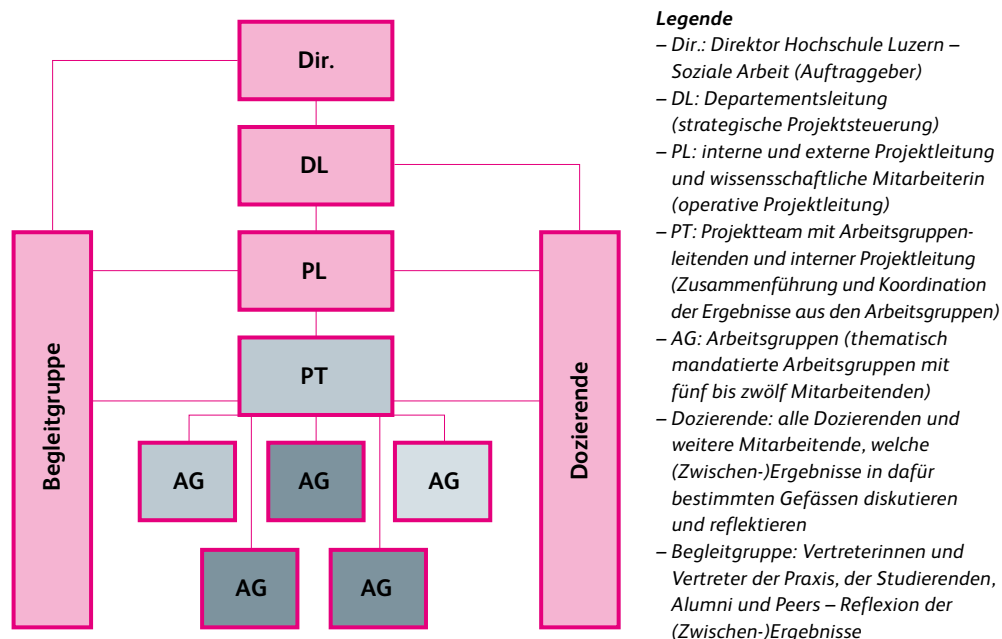 Dir.
DL
PL
PT
AG
AG
AG
AG
AG
Begleitgruppe
Dozierende
Legende
– Dir.: Direktor Hochschule Luzern –
Soziale Arbeit (Auftraggeber)
– DL: Departementsleitung
(strategische Projektsteuerung)
– PL: interne und externe Projektleitung
und wissensschaftliche Mitarbeiterin
(operative Projektleitung)
– PT: Projektteam mit Arbeitsgruppen-
leitenden und interner Projektleitung
(Zusammenführung und Koordination
der Ergebnisse aus den Arbeitsgruppen)
– AG: Arbeitsgruppen (thematisch
mandatierte Arbeitsgruppen mit
fünf bis zwölf Mitarbeitenden)
– Dozierende: alle Dozierenden und
weitere Mitarbeitende, welche
(Zwischen-)Ergebnisse in dafür
bestimmten Gefässen diskutieren
und reflektieren
– Begleitgruppe: Vertreterinnen und
Vertreter der Praxis, der Studierenden,
Alumni und Peers – Reflexion der
(Zwischen-)Ergebnisse